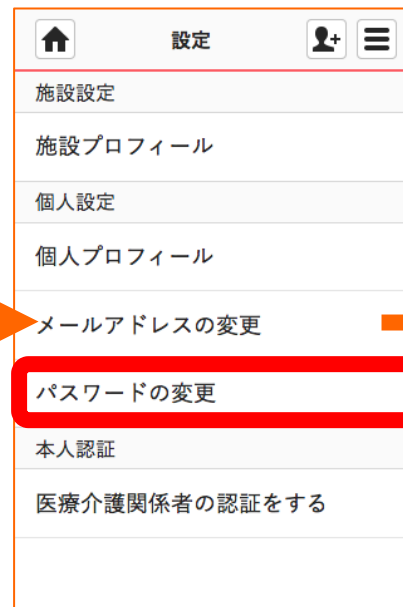 設定
施設設定
施設プロフィール
個人設定
個人プロフィール
メールアドレスの変更
パスワードの変更
本人認証
医療介護関係者の認証をする